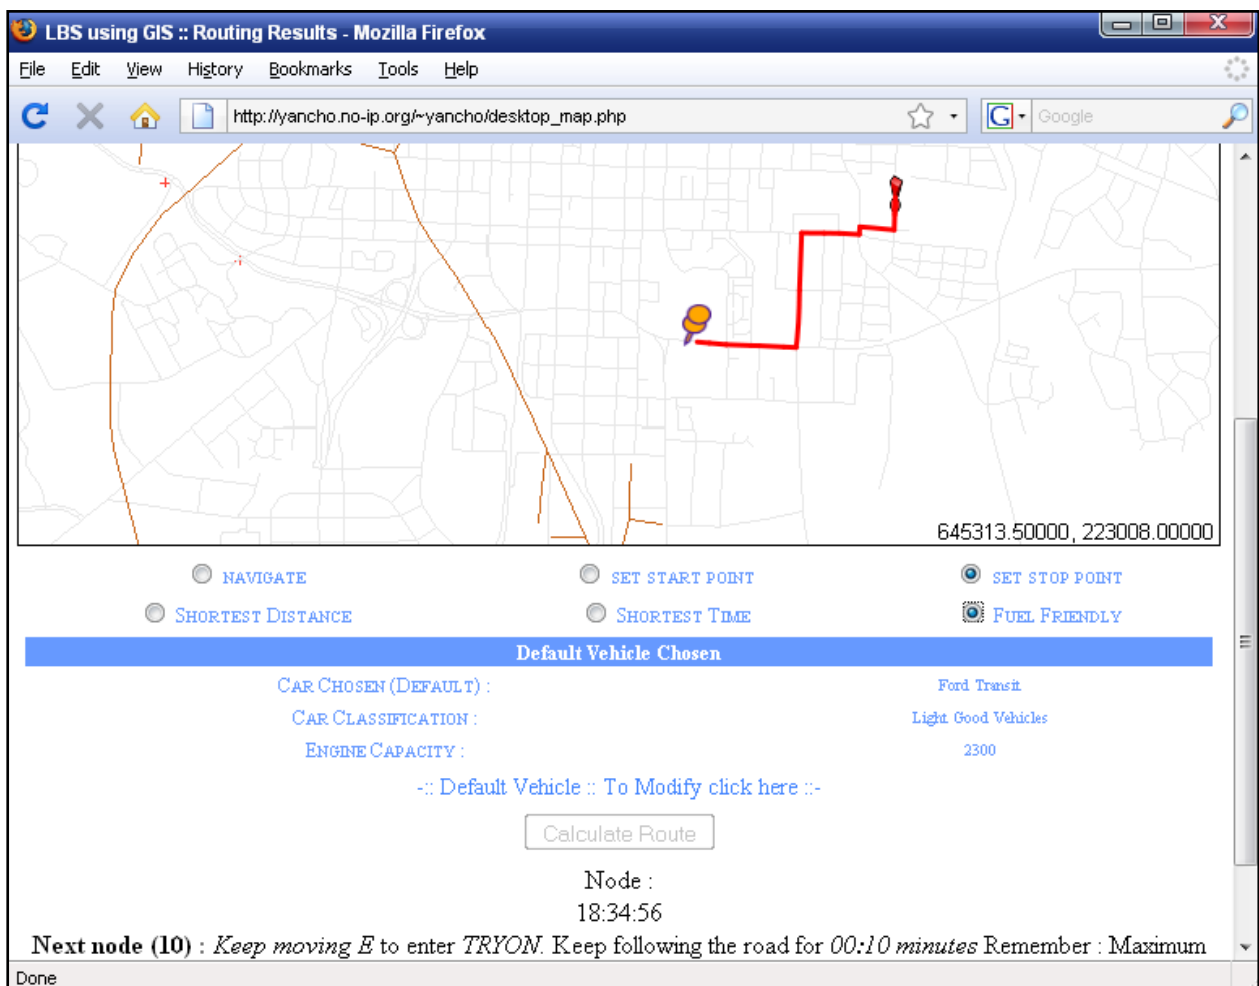 LBS using GIS :: Routing Results - Mozilla Firefox
File Edit View History Bookmarks Tools Help
http://yancho.no-ip.org/~yancho/desktop_map.php G Google
645313.50000, 223008.00000
NAVIGATE SET START POINT SET STOP POINT
SHORTEST DISTANCE SHORTEST TIME FUEL FRIENDLY
Default Vehicle Chosen
CAR CHOSEN (DEFAULT) : Ford Transit
CAR CLASSIFICATION : Light Good Vehicles
ENGINE CAPACITY : 2300
-:: Default Vehicle :: To Modify click here ::-
Calculate Route
Node :
18:34:56
Next node (10) : Keep moving E to enter TRYON. Keep following the road for 00:10 minutes Remember : Maximum
Done